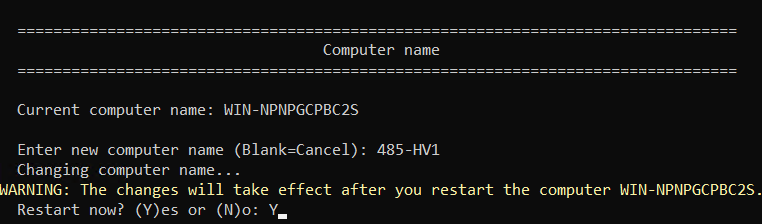 ================================================================================
Computer name
================================================================================
Current computer name: WIN-NPNPGCPBC2S
Enter new computer name (Blank=Cancel): 485-HV1
Changing computer name...
WARNING: The changes will take effect after you restart the computer WIN-NPNPGCPBC2S.
Restart now? (Y)es or (N)o: Y